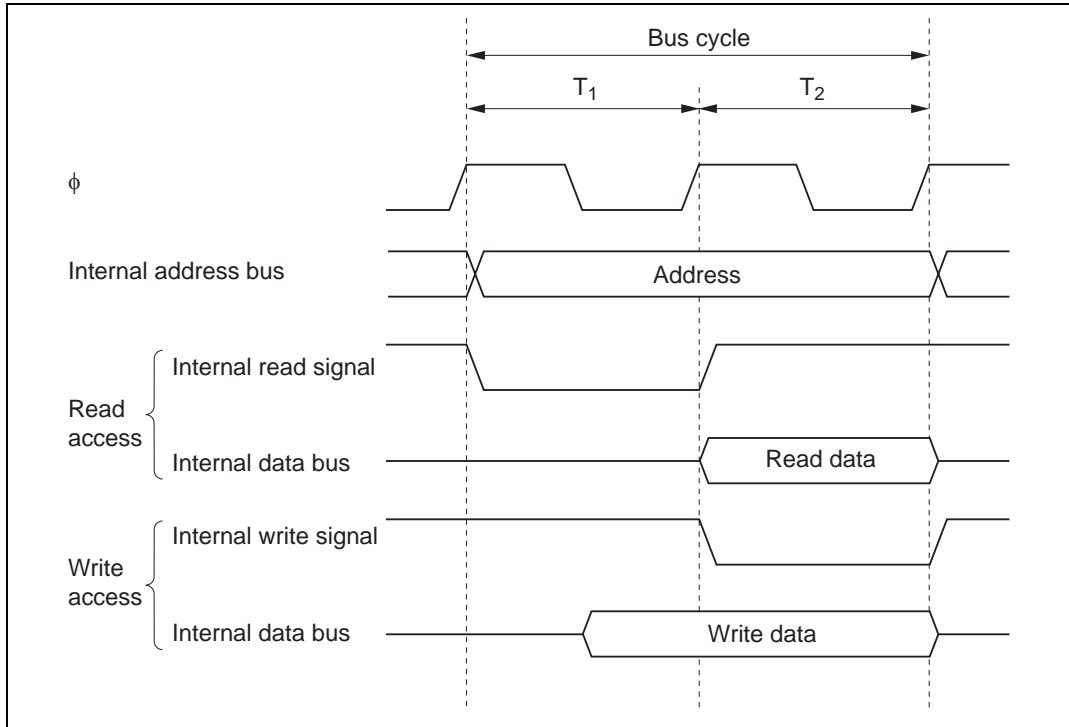 Bus cycle
T₁ T₂
ϕ
Internal address bus
Address
Read access
Internal read signal
Internal data bus
Read data
Write access
Internal write signal
Internal data bus
Write data